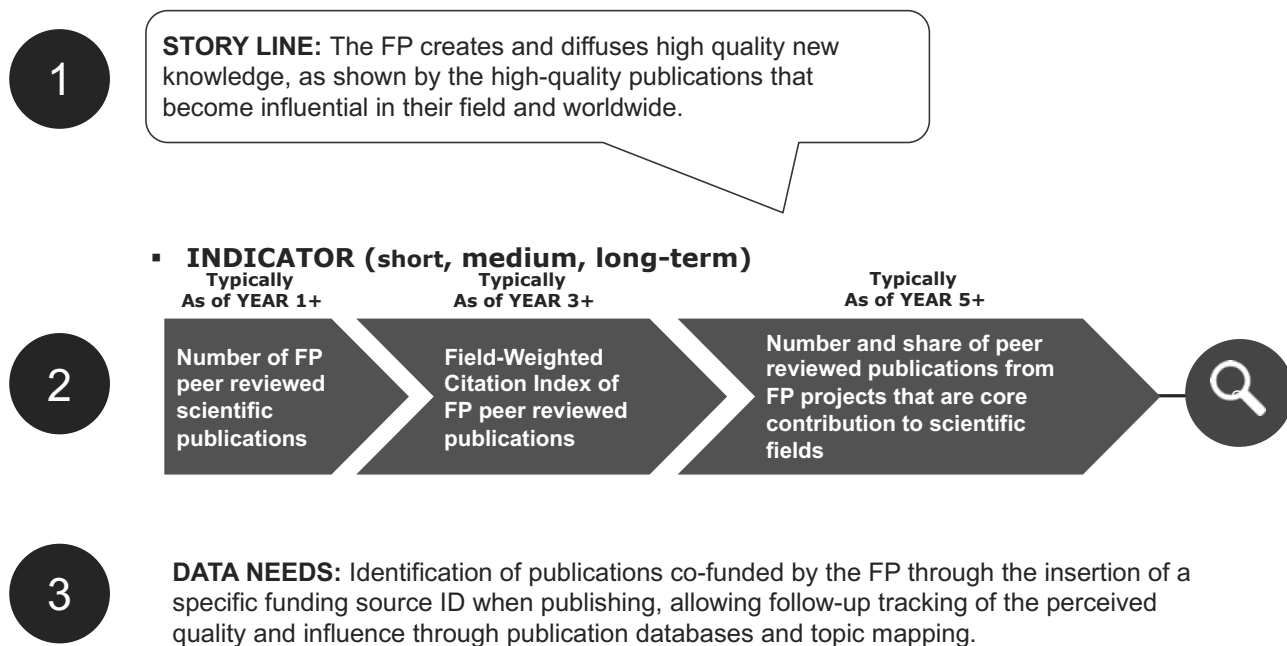 1
STORY LINE: The FP creates and diffuses high quality new
knowledge, as shown by the high-quality publications that
become influential in their field and worldwide.
▪ INDICATOR (short, medium, long-term)
Typically
As of YEAR 1+
Typically
As of YEAR 3+
Typically
As of YEAR 5+
2
Number of FP
peer reviewed
scientific
publications
Field-Weighted
Citation Index of
FP peer reviewed
publications
Number and share of peer
reviewed publications from
FP projects that are core
contribution to scientific
fields
3
DATA NEEDS: Identification of publications co-funded by the FP through the insertion of a
specific funding source ID when publishing, allowing follow-up tracking of the perceived
quality and influence through publication databases and topic mapping.